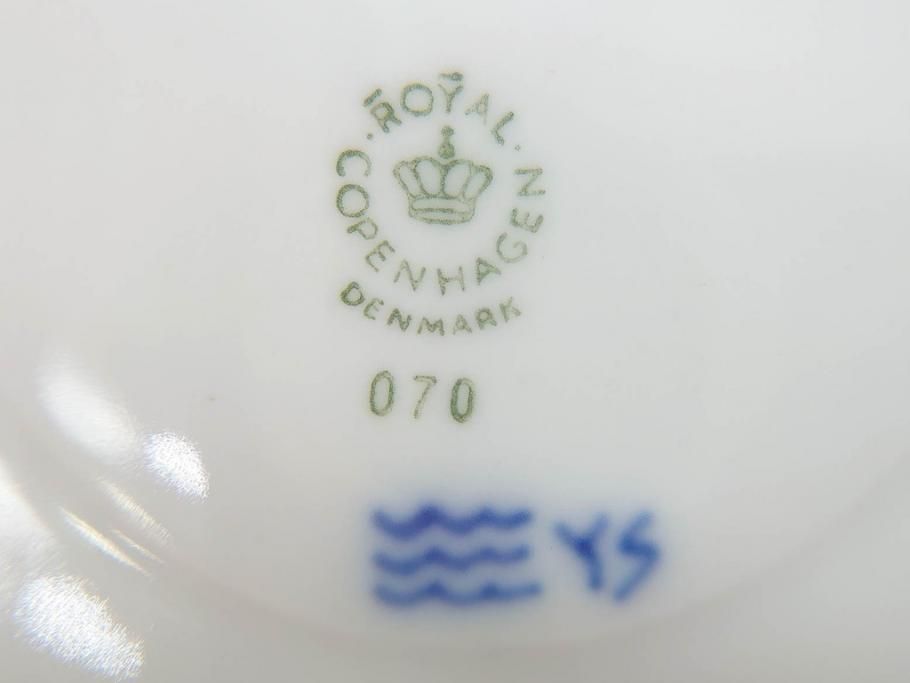 ROYAL
COPENHAGEN
DENMARK
070
YS